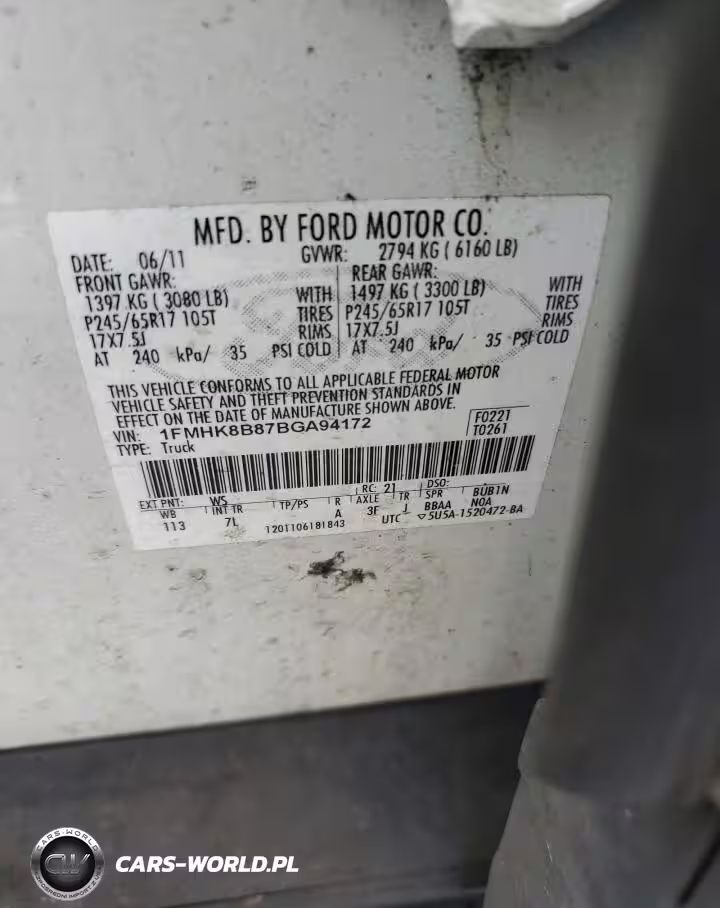 MFD. BY FORD MOTOR CO.
DATE: 06/11 GVWR: 2794 KG ( 6160 LB)
FRONT GAWR: REAR GAWR:
1397 KG ( 3080 LB) WITH 1497 KG ( 3300 LB) WITH
P245/65R17 105T TIRES P245/65R17 105T TIRES
17X7.5J RIMS 17X7.5J RIMS
AT 240 kPa/ 35 PSI COLD AT 240 kPa/ 35 PSI COLD
THIS VEHICLE CONFORMS TO ALL APPLICABLE FEDERAL MOTOR
VEHICLE SAFETY AND THEFT PREVENTION STANDARDS IN
EFFECT ON THE DATE OF MANUFACTURE SHOWN ABOVE.
VIN: 1FMHK8B87BGA94172 F0221
TYPE: Truck T0261
EXT PNT: WS RC: 21 DSO:
WB INT TR TP/PS R AXLE TR SPR BUB1N
113 7L A 3F J BBAA N0A
1201106181843 UTC ▽5U5A-1520472-BA
CARS-WORLD
CW
CARS-WORLD.PL